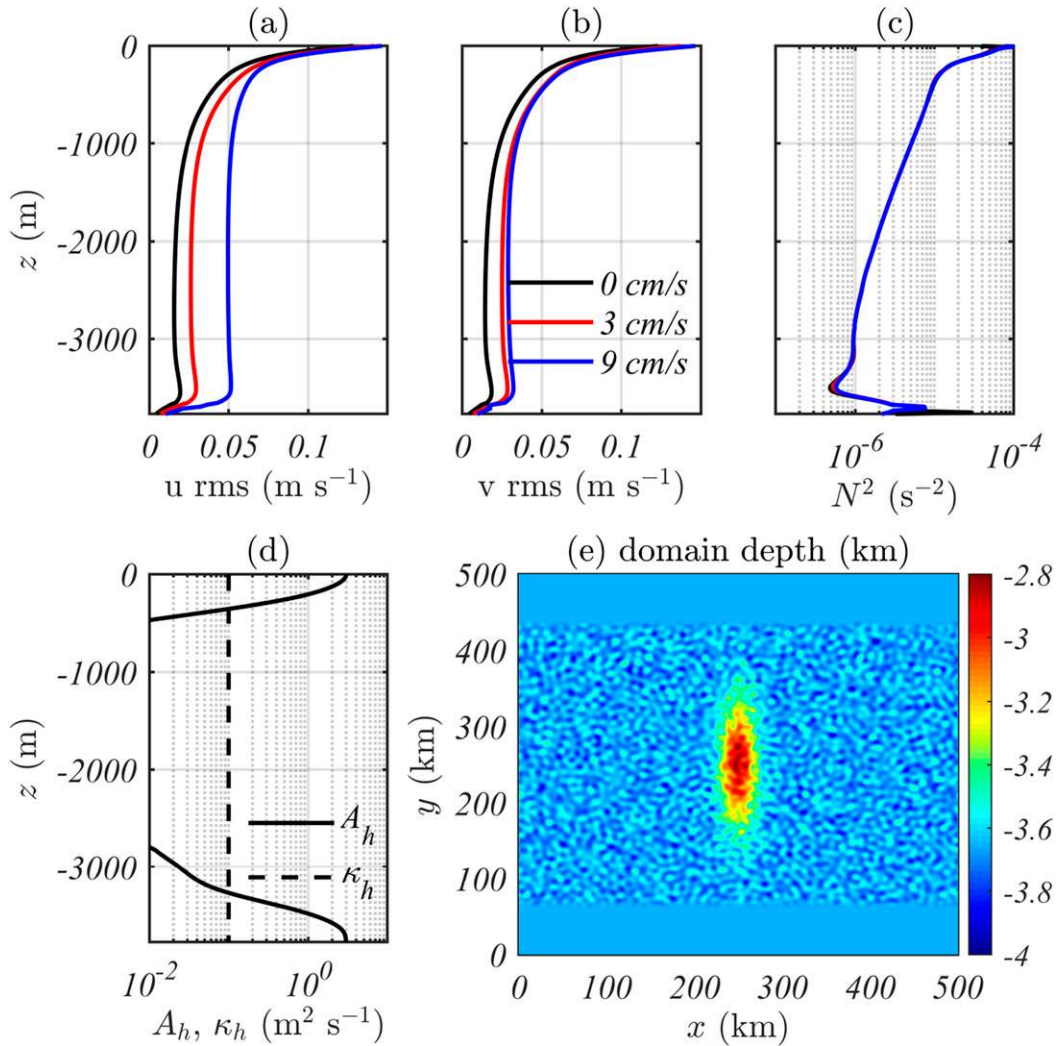 (a)
(b)
(c)
0
-1000
-2000
-3000
z (m)
0 cm/s
3 cm/s
9 cm/s
0 0.05 0.1
u rms (m s⁻¹)
0 0.05 0.1
v rms (m s⁻¹)
10⁻⁶ 10⁻⁴
N² (s⁻²)
(d)
0
-1000
-2000
-3000
z (m)
A_h
κ_h
10⁻² 10⁰
A_h, κ_h (m² s⁻¹)
(e) domain depth (km)
500
400
300
200
100
0
y (km)
0 100 200 300 400 500
x (km)
-2.8
-3
-3.2
-3.4
-3.6
-3.8
-4